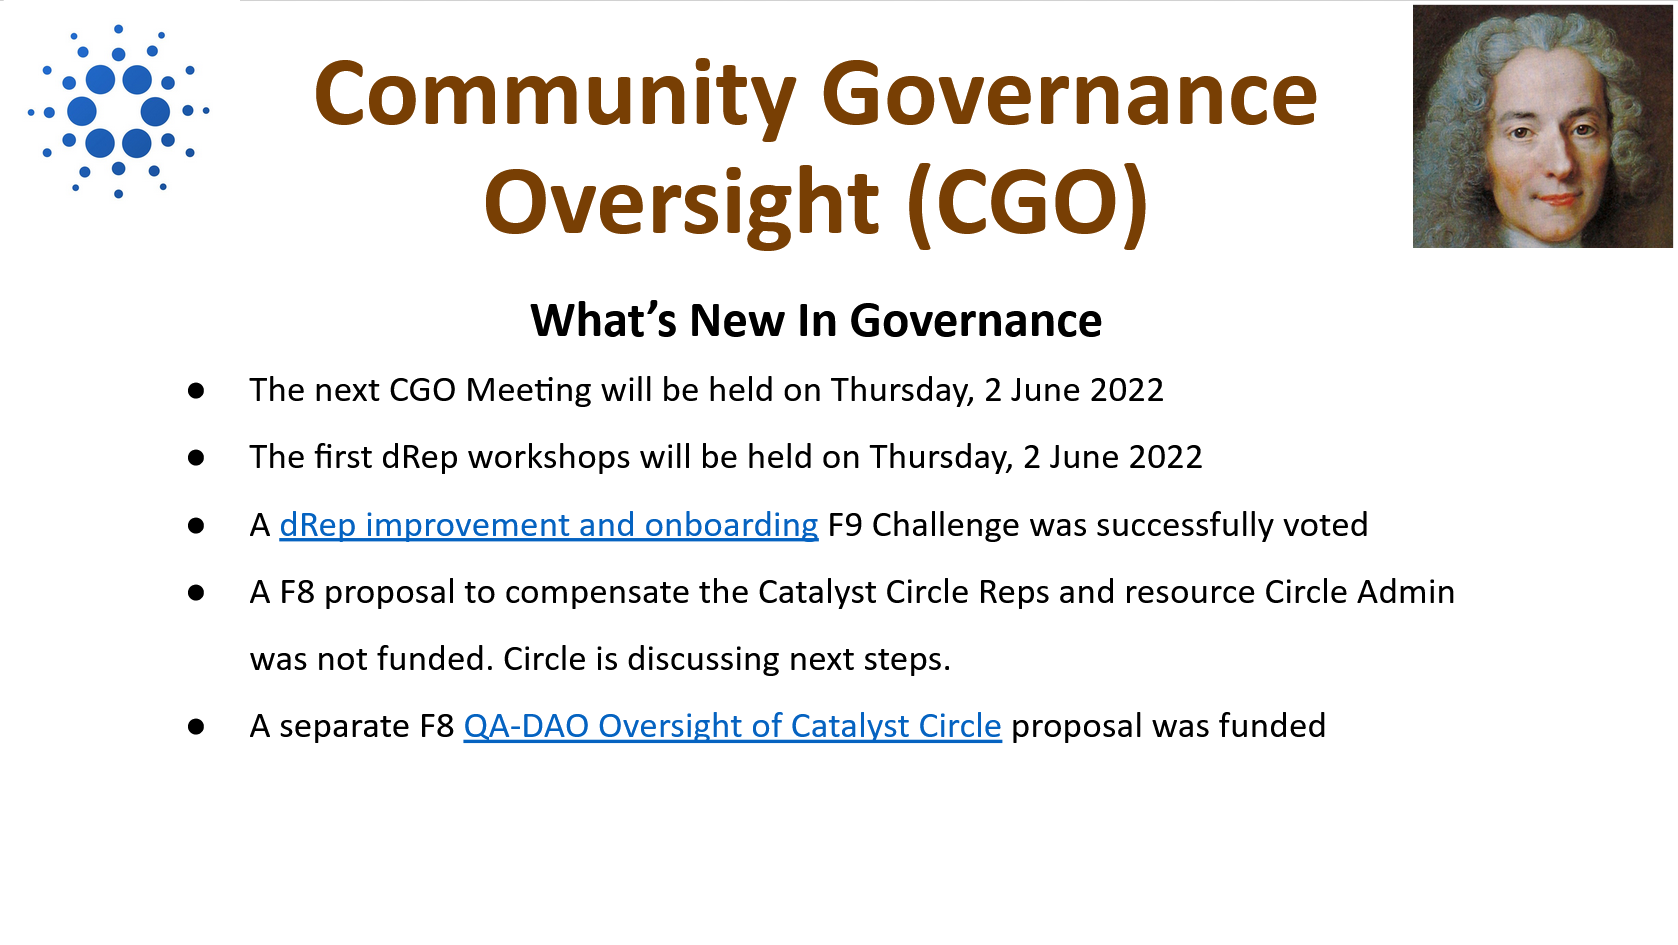 Community Governance
Oversight (CGO)
What’s New In Governance
● The next CGO Meeting will be held on Thursday, 2 June 2022
● The first dRep workshops will be held on Thursday, 2 June 2022
● A dRep improvement and onboarding F9 Challenge was successfully voted
● A F8 proposal to compensate the Catalyst Circle Reps and resource Circle Admin
was not funded. Circle is discussing next steps.
● A separate F8 QA-DAO Oversight of Catalyst Circle proposal was funded